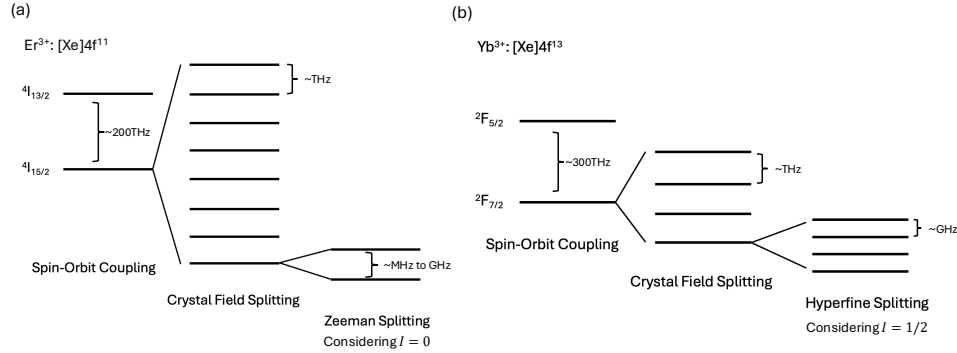 (a)
Er³⁺: [Xe]4f¹¹
~THz
⁴I₁₃/₂
~200THz
⁴I₁₅/₂
Spin-Orbit Coupling
~MHz to GHz
Crystal Field Splitting
Zeeman Splitting
Considering I = 0
(b)
Yb³⁺: [Xe]4f¹³
²F₅/₂
~300THz
~THz
²F₇/₂
~GHz
Spin-Orbit Coupling
Crystal Field Splitting
Hyperfine Splitting
Considering I = 1/2